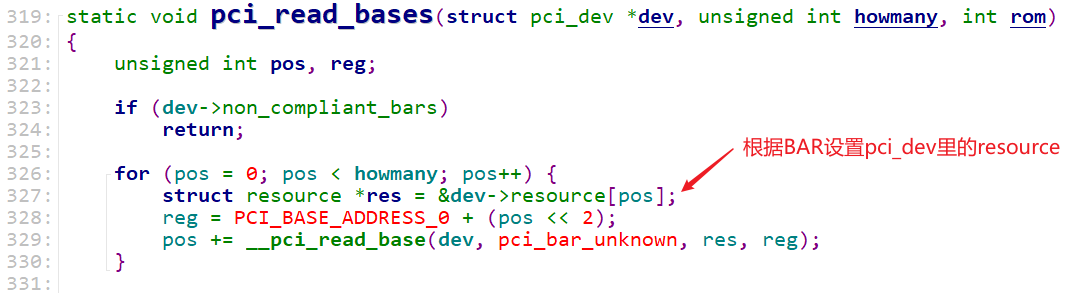 319: static void pci_read_bases(struct pci_dev *dev, unsigned int howmany, int rom)
320: {
321:     unsigned int pos, reg;
322:
323:     if (dev->non_compliant_bars)
324:         return;
325:
326:     for (pos = 0; pos < howmany; pos++) {
根据BAR设置pci_dev里的resource
327:         struct resource *res = &dev->resource[pos];
328:         reg = PCI_BASE_ADDRESS_0 + (pos << 2);
329:         pos += __pci_read_base(dev, pci_bar_unknown, res, reg);
330:     }
331: